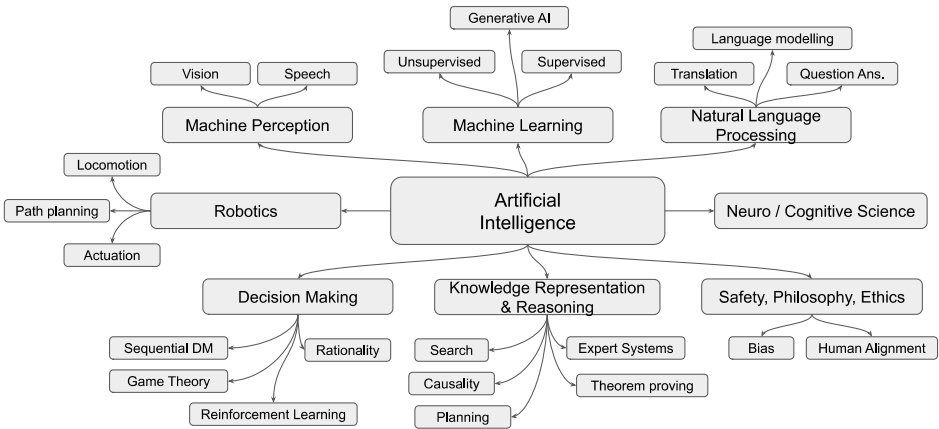 Generative AI
Language modelling
Unsupervised
Supervised
Vision
Speech
Translation
Question Ans.
Machine Perception
Machine Learning
Natural Language
Processing
Locomotion
Path planning
Actuation
Robotics
Artificial
Intelligence
Neuro / Cognitive Science
Decision Making
Knowledge Representation
& Reasoning
Safety, Philosophy, Ethics
Sequential DM
Rationality
Game Theory
Reinforcement Learning
Search
Expert Systems
Causality
Theorem proving
Planning
Bias
Human Alignment